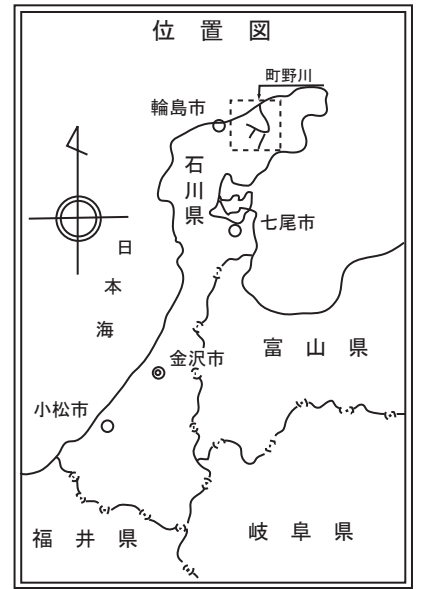 位置図
町野川
輪島市
石川県
七尾市
日本海
富山県
金沢市
小松市
福井県
岐阜県